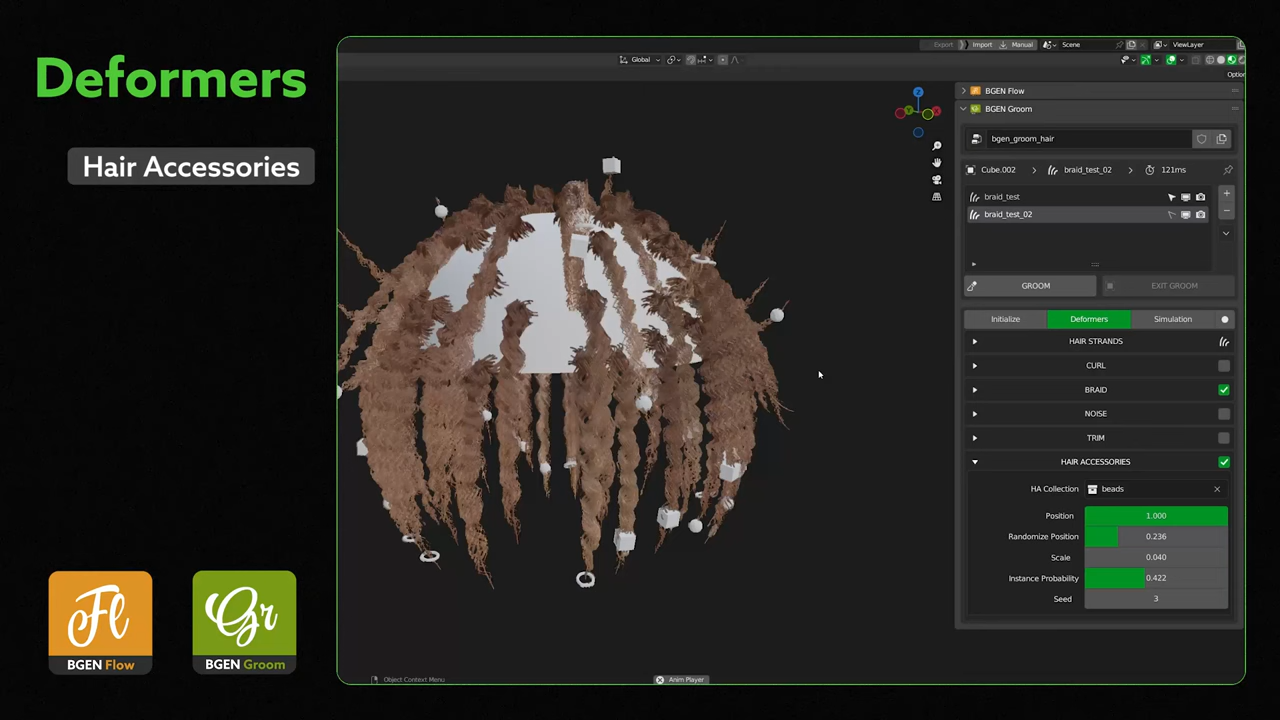 Deformers
Hair Accessories
Export
Import
Manual
Scene
ViewLayer
Global
Optior
BGEN Flow
BGEN Groom
bgen_groom_hair
Cube.002
braid_test_02
121ms
braid_test
braid_test_02
GROOM
EXIT GROOM
Initialize
Deformers
Simulation
HAIR STRANDS
CURL
BRAID
NOISE
TRIM
HAIR ACCESSORIES
HA Collection
beads
Position
1.000
Randomize Position
0.236
Scale
0.040
Instance Probability
0.422
Seed
3
Z
Y
X
Fl
BGEN Flow
Gr
BGEN Groom
Object Context Menu
Anim Player